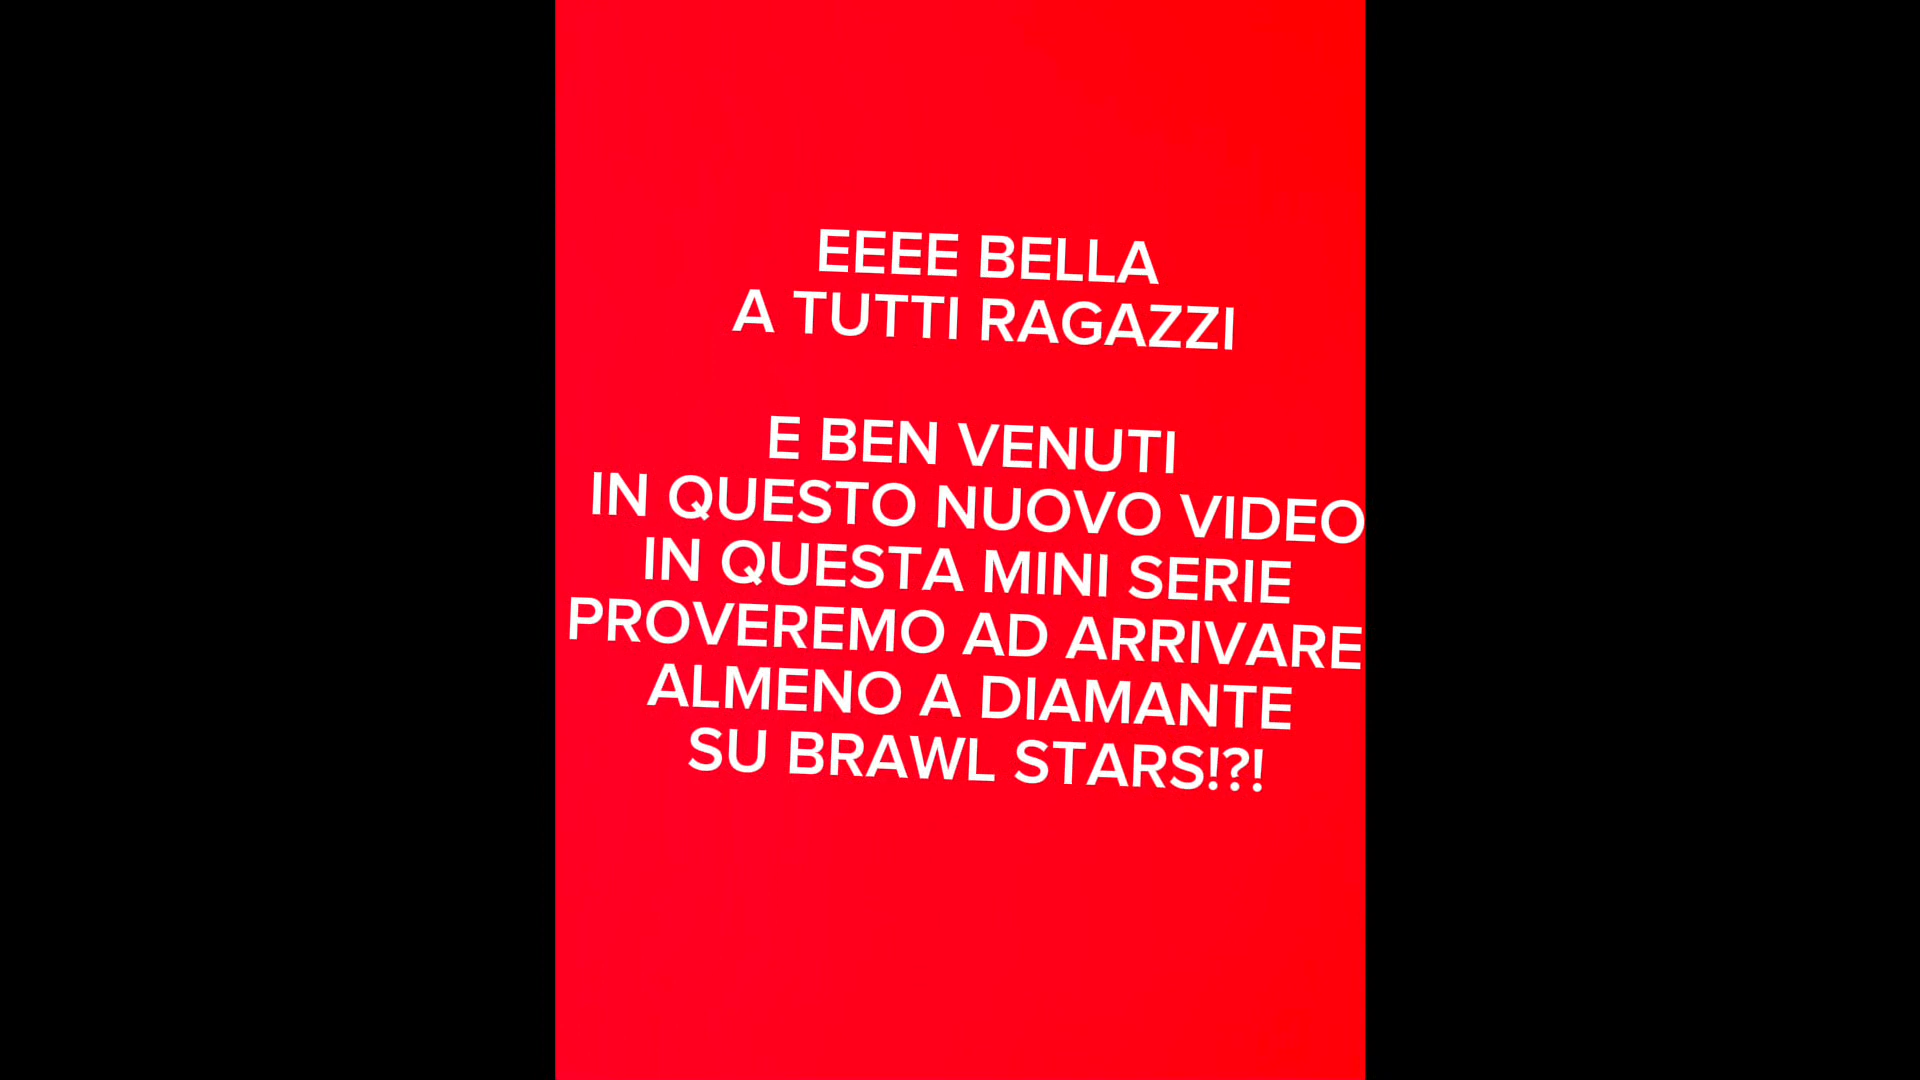 EEEE BELLA
A TUTTI RAGAZZI
E BEN VENUTI
IN QUESTO NUOVO VIDEO
IN QUESTA MINI SERIE
PROVEREMO AD ARRIVARE
ALMENO A DIAMANTE
SU BRAWL STARS!?!